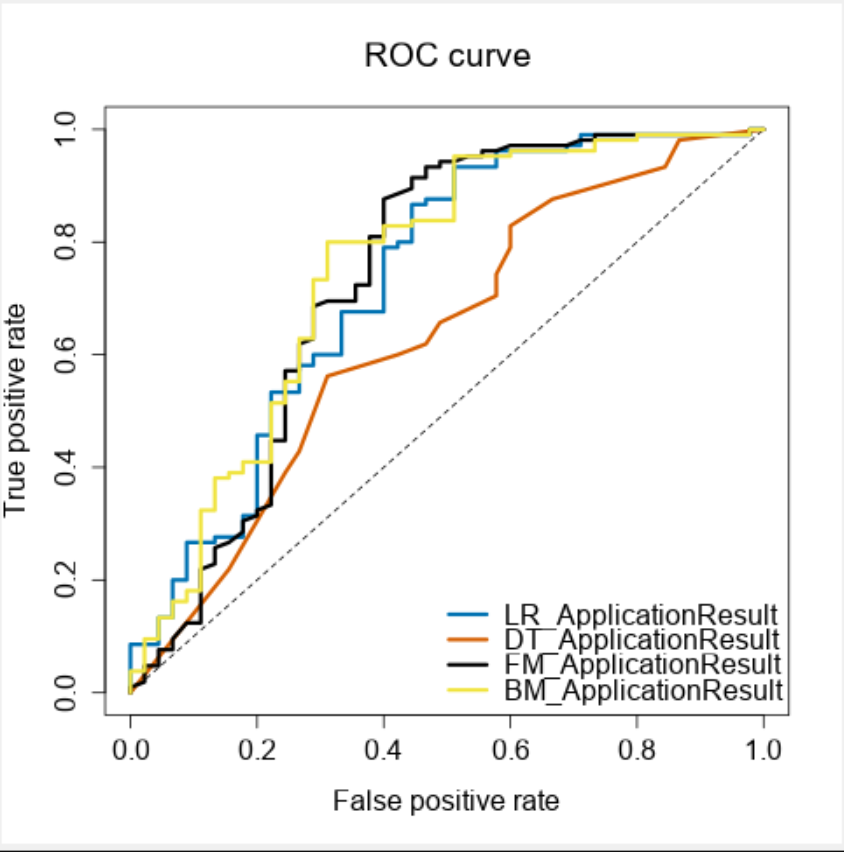 ROC curve
True positive rate
1.0
0.8
0.6
0.4
0.2
0.0
LR_ApplicationResult
DT_ApplicationResult
FM_ApplicationResult
BM_ApplicationResult
0.0 0.2 0.4 0.6 0.8 1.0
False positive rate